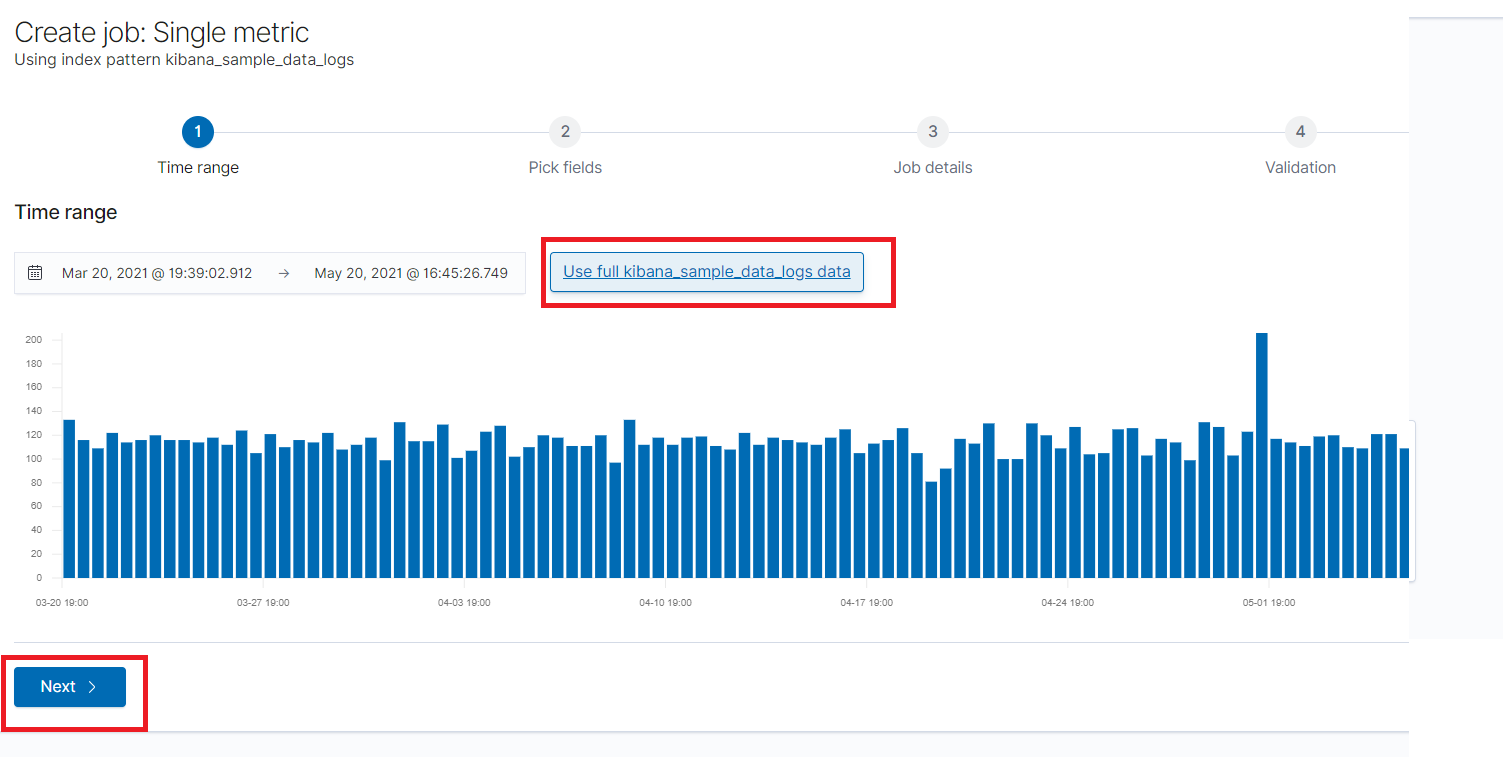 Create job: Single metric
Using index pattern kibana_sample_data_logs
1
2
3
4
Time range
Pick fields
Job details
Validation
Time range
Mar 20, 2021 @ 19:39:02.912 → May 20, 2021 @ 16:45:26.749
Use full kibana_sample_data_logs data
200
180
160
140
120
100
80
60
40
20
0
03-20 19:00
03-27 19:00
04-03 19:00
04-10 19:00
04-17 19:00
04-24 19:00
05-01 19:00
Next >